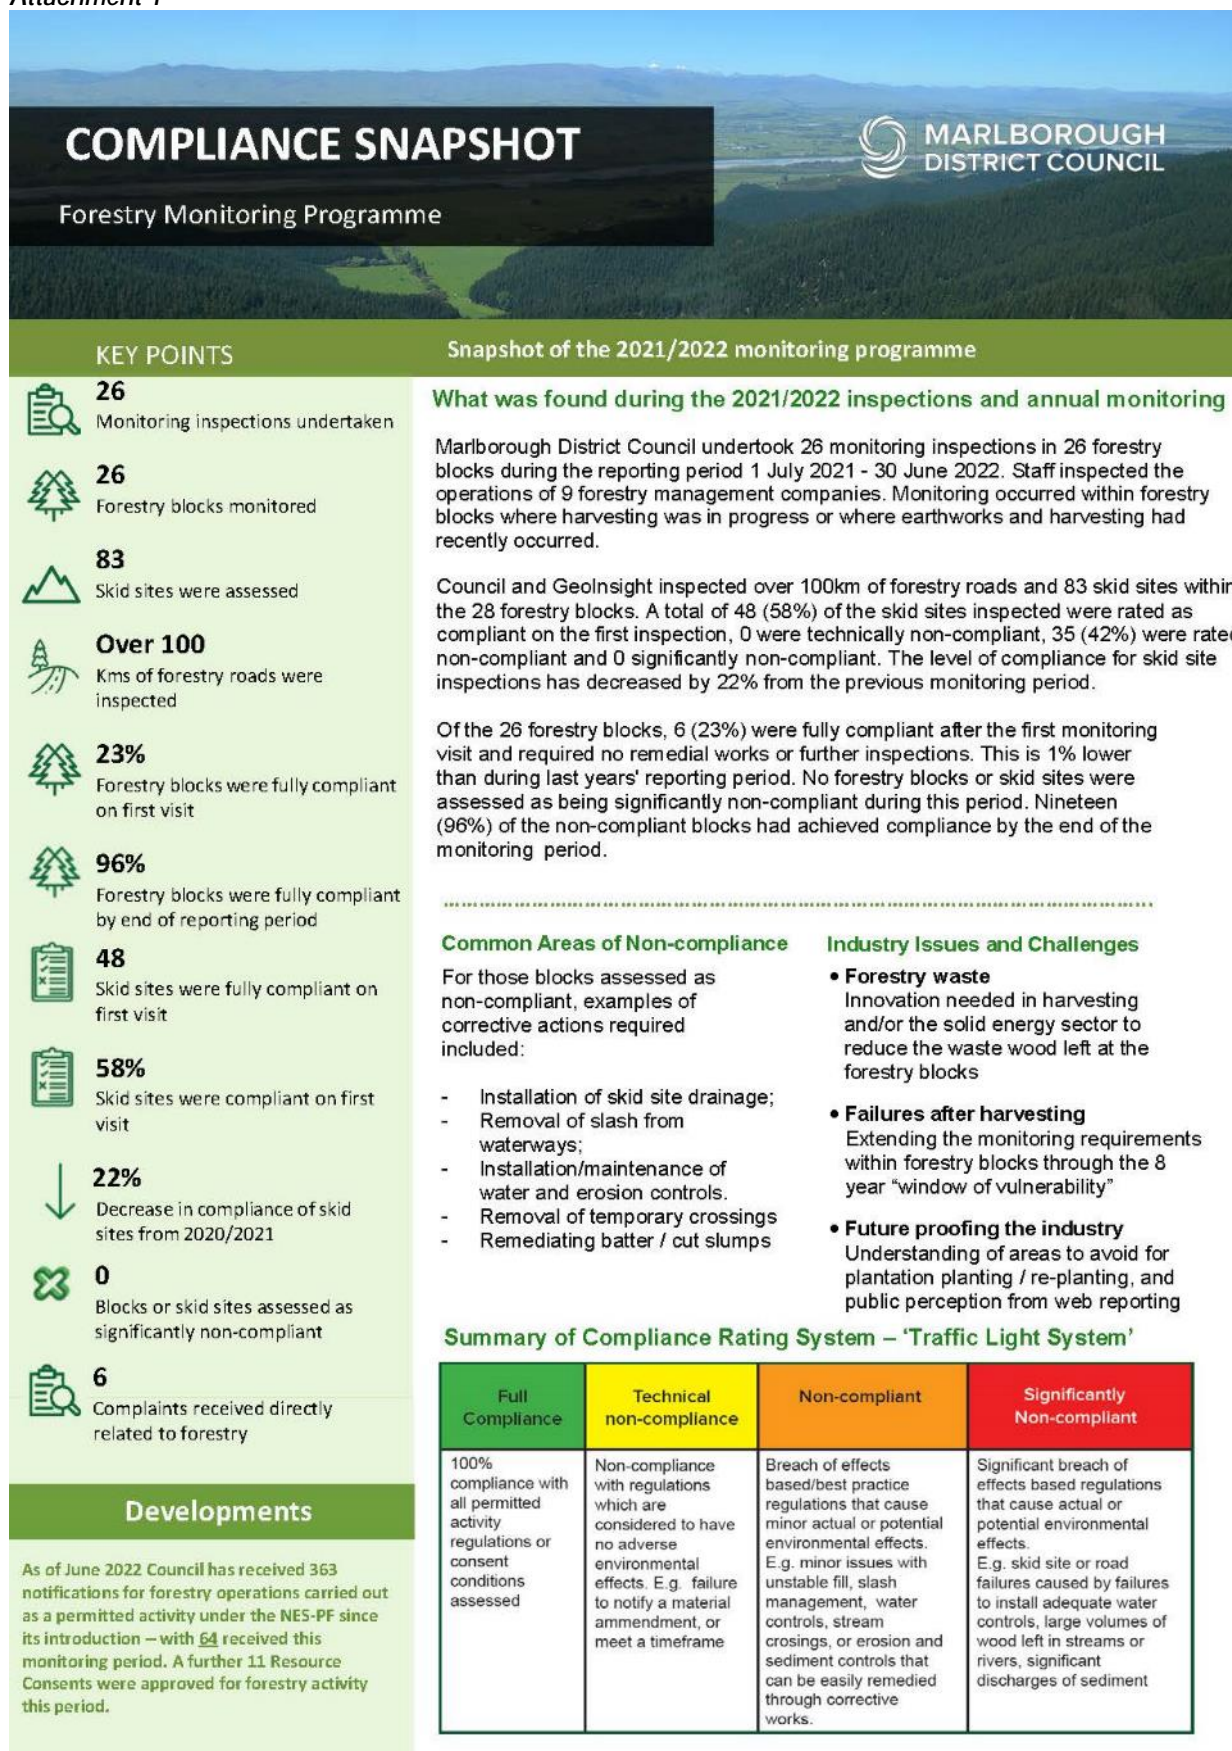 Attachment 1
COMPLIANCE SNAPSHOT
Forestry Monitoring Programme
MARLBOROUGH
DISTRICT COUNCIL
KEY POINTS
26
Monitoring inspections undertaken
26
Forestry blocks monitored
83
Skid sites were assessed
Over 100
Kms of forestry roads were
inspected
23%
Forestry blocks were fully compliant
on first visit
96%
Forestry blocks were fully compliant
by end of reporting period
48
Skid sites were fully compliant on
first visit
58%
Skid sites were compliant on first
visit
22%
Decrease in compliance of skid
sites from 2020/2021
0
Blocks or skid sites assessed as
significantly non-compliant
6
Complaints received directly
related to forestry
Developments
As of June 2022 Council has received 363
notifications for forestry operations carried out
as a permitted activity under the NES-PF since
its introduction – with 64 received this
monitoring period. A further 11 Resource
Consents were approved for forestry activity
this period.
Snapshot of the 2021/2022 monitoring programme
What was found during the 2021/2022 inspections and annual monitoring
Marlborough District Council undertook 26 monitoring inspections in 26 forestry
blocks during the reporting period 1 July 2021 - 30 June 2022. Staff inspected the
operations of 9 forestry management companies. Monitoring occurred within forestry
blocks where harvesting was in progress or where earthworks and harvesting had
recently occurred.
Council and GeoInsight inspected over 100km of forestry roads and 83 skid sites within
the 28 forestry blocks. A total of 48 (58%) of the skid sites inspected were rated as
compliant on the first inspection, 0 were technically non-compliant, 35 (42%) were rated
non-compliant and 0 significantly non-compliant. The level of compliance for skid site
inspections has decreased by 22% from the previous monitoring period.
Of the 26 forestry blocks, 6 (23%) were fully compliant after the first monitoring
visit and required no remedial works or further inspections. This is 1% lower
than during last years' reporting period. No forestry blocks or skid sites were
assessed as being significantly non-compliant during this period. Nineteen
(96%) of the non-compliant blocks had achieved compliance by the end of the
monitoring period.
Common Areas of Non-compliance
For those blocks assessed as
non-compliant, examples of
corrective actions required
included:
- Installation of skid site drainage;
- Removal of slash from
waterways;
- Installation/maintenance of
water and erosion controls.
- Removal of temporary crossings
- Remediating batter / cut slumps
Industry Issues and Challenges
• Forestry waste
Innovation needed in harvesting
and/or the solid energy sector to
reduce the waste wood left at the
forestry blocks
• Failures after harvesting
Extending the monitoring requirements
within forestry blocks through the 8
year “window of vulnerability”
• Future proofing the industry
Understanding of areas to avoid for
plantation planting / re-planting, and
public perception from web reporting
Summary of Compliance Rating System – ‘Traffic Light System’
Full
Compliance
100%
compliance with
all permitted
activity
regulations or
consent
conditions
assessed
Technical
non-compliance
Non-compliance
with regulations
which are
considered to have
no adverse
environmental
effects. E.g. failure
to notify a material
ammendment, or
meet a timeframe
Non-compliant
Breach of effects
based/best practice
regulations that cause
minor actual or potential
environmental effects.
E.g. minor issues with
unstable fill, slash
management, water
controls, stream
crosings, or erosion and
sediment controls that
can be easily remedied
through corrective
works.
Significantly
Non-compliant
Significant breach of
effects based regulations
that cause actual or
potential environmental
effects.
E.g. skid site or road
failures caused by failures
to install adequate water
controls, large volumes of
wood left in streams or
rivers, significant
discharges of sediment